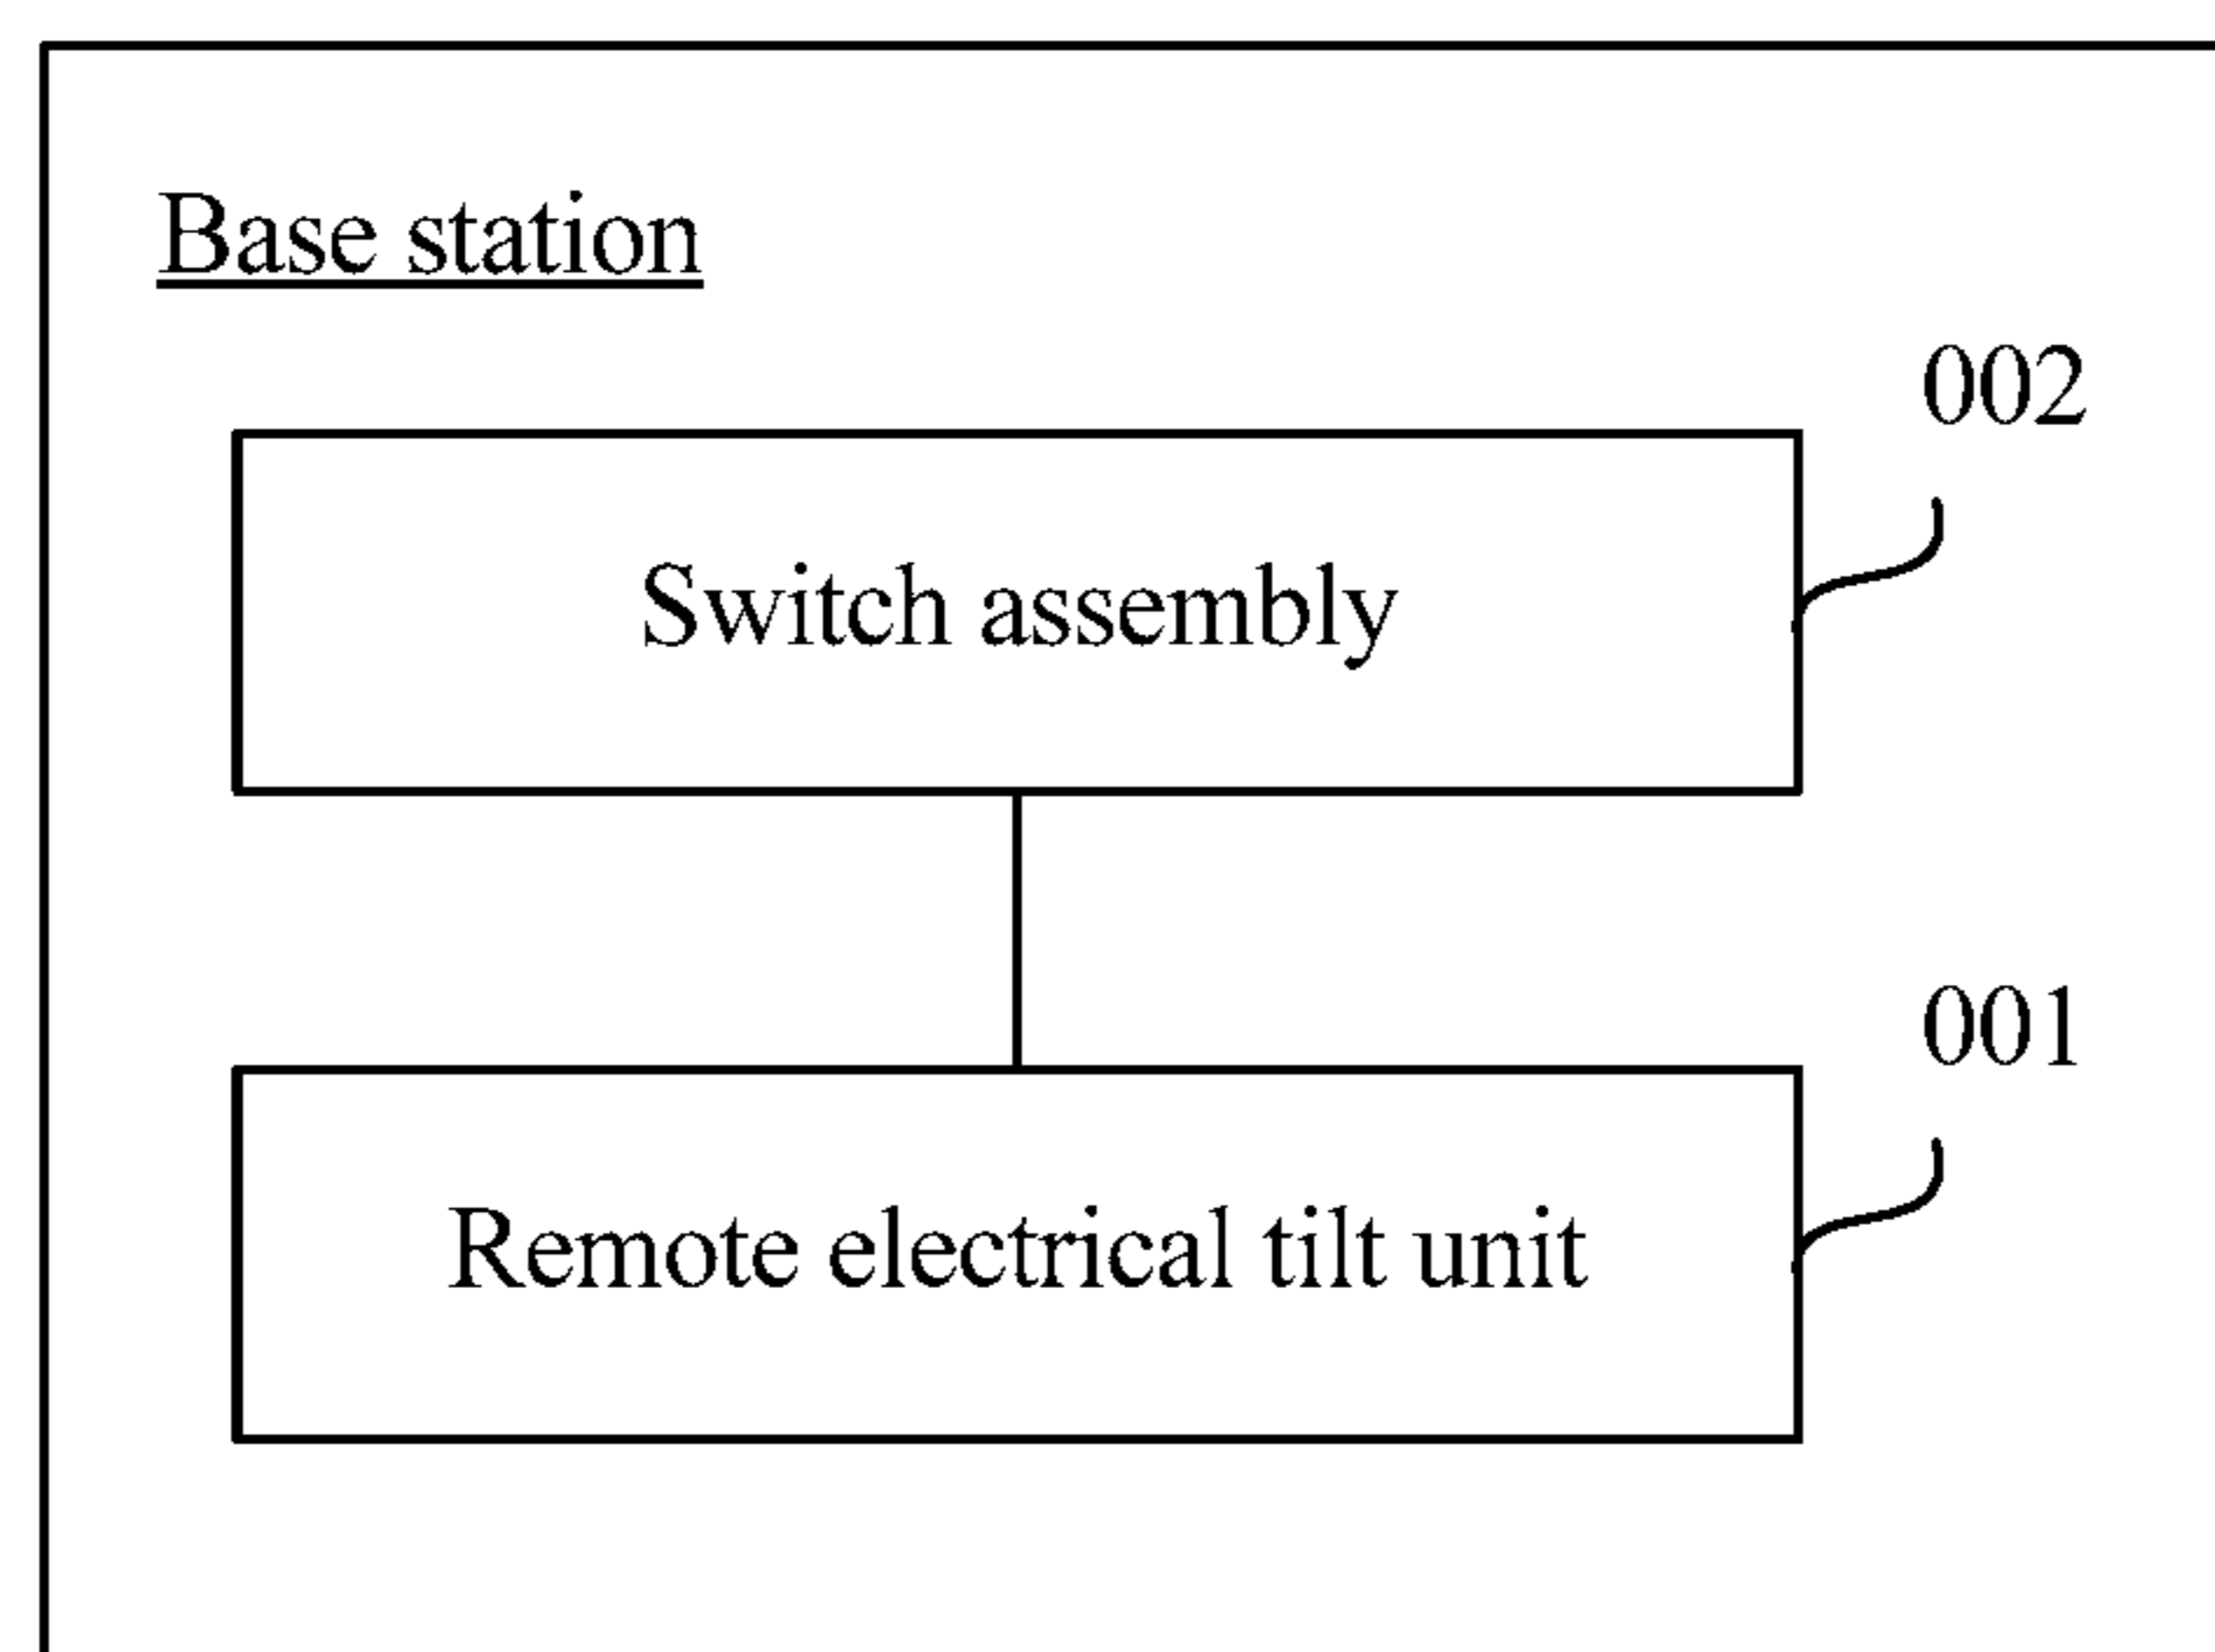 Base station
002
Switch assembly
001
Remote electrical tilt unit